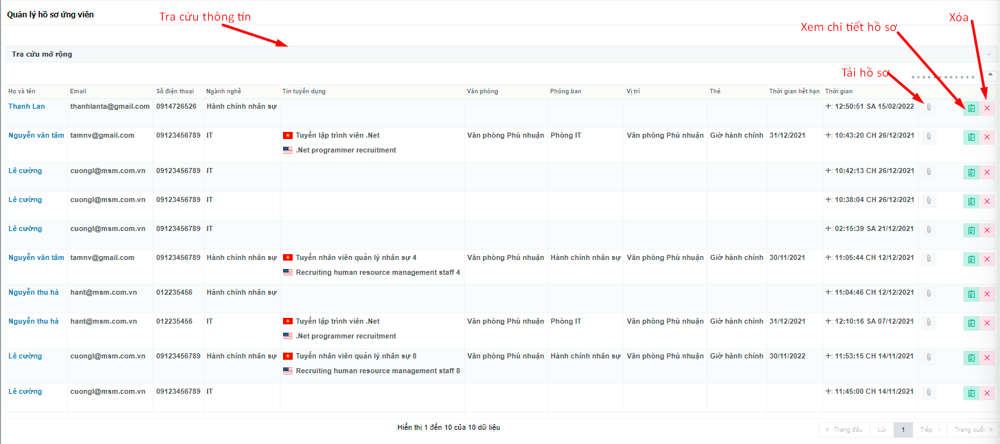 Quản lý hồ sơ ứng viên
Tra cứu thông tin
Xóa
Xem chi tiết hồ sơ
Tra cứu mở rộng
Tải hồ sơ
Họ và tên Email Số điện thoại Ngành nghề Tin tuyển dụng Văn phòng Phòng ban Vị trí Thẻ Thời gian hết hạn Thời gian
Thanh Lan thanhlanta@gmail.com 0914726526 Hành chính nhân sự +: 12:50:51 SA 15/02/2022
Nguyễn văn tâm tamnv@gmail.com 09123456789 IT Tuyển lập trình viên .Net Văn phòng Phú nhuận Phòng IT Văn phòng Phú nhuận Giờ hành chính 31/12/2021 +: 10:43:20 CH 26/12/2021
.Net programmer recruitment
Lê cường cuongl@msm.com.vn 09123456789 IT +: 10:42:13 CH 26/12/2021
Lê cường cuongl@msm.com.vn 09123456789 IT +: 10:38:04 CH 26/12/2021
Lê cường cuongl@msm.com.vn 09123456789 IT +: 02:15:39 SA 21/12/2021
Nguyễn văn tâm tamnv@gmail.com 09123456789 Hành chính nhân sự Tuyển nhân viên quản lý nhân sự 4 Văn phòng Phú nhuận Hành chính nhân sự Văn phòng Phú nhuận Giờ hành chính 30/11/2021 +: 11:05:44 CH 12/12/2021
Recruiting human resource management staff 4
Nguyễn thu hà hant@msm.com.vn 012235456 Hành chính nhân sự +: 11:04:46 CH 12/12/2021
Nguyễn thu hà hant@msm.com.vn 012235456 IT Tuyển lập trình viên .Net Văn phòng Phú nhuận Phòng IT Văn phòng Phú nhuận Giờ hành chính 31/12/2021 +: 12:10:16 SA 07/12/2021
.Net programmer recruitment
Lê cường cuongl@msm.com.vn 09123456789 Hành chính nhân sự Tuyển nhân viên quản lý nhân sự 8 Văn phòng Phú nhuận Hành chính nhân sự Văn phòng Phú nhuận Giờ hành chính 30/11/2022 +: 11:53:15 CH 14/11/2021
Recruiting human resource management staff 8
Lê cường cuongl@msm.com.vn 09123456789 IT +: 11:45:00 CH 14/11/2021
Hiển thị 1 đến 10 của 10 dữ liệu
« Trang đầu Lùi 1 Tiếp › Trang cuối »